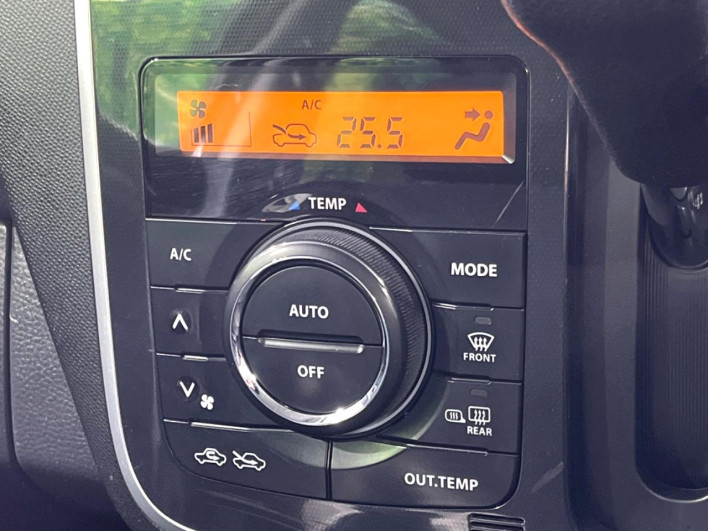 A/C
25.5
TEMP
A/C
MODE
AUTO
OFF
FRONT
REAR
OUT.TEMP